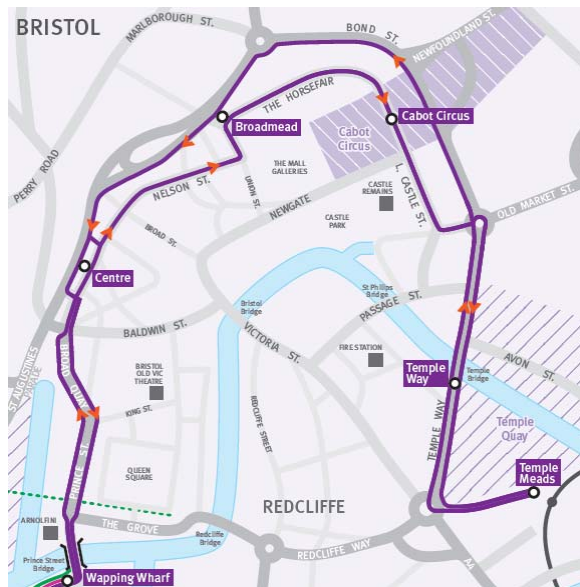 BRISTOL
MARLBOROUGH ST.
BOND ST.
NEWFOUNDLAND ST.
THE HORSEFAIR
Broadmead
Cabot Circus
Cabot
Circus
PERRY ROAD
NELSON ST.
UNION ST.
THE MALL
GALLERIES
NEWGATE
CASTLE
REMAINS
L. CASTLE ST.
OLD MARKET ST.
BROAD ST.
CASTLE
PARK
Centre
St Philips
Bridge
PASSAGE ST.
Bristol
Bridge
BALDWIN ST.
VICTORIA ST.
FIRE STATION
AVON ST.
ST AUGUSTINES
PARADE
BROAD QUAY
BRISTOL
OLD VIC
THEATRE
Temple
Way
Temple
Bridge
KING ST.
REDCLIFFE STREET
TEMPLE WAY
Temple
Quay
PRINCE ST.
QUEEN
SQUARE
Temple
Meads
REDCLIFFE
ARNOLFINI
THE GROVE
Redcliffe
Bridge
REDCLIFFE WAY
A4
Prince Street
Bridge
Wapping Wharf